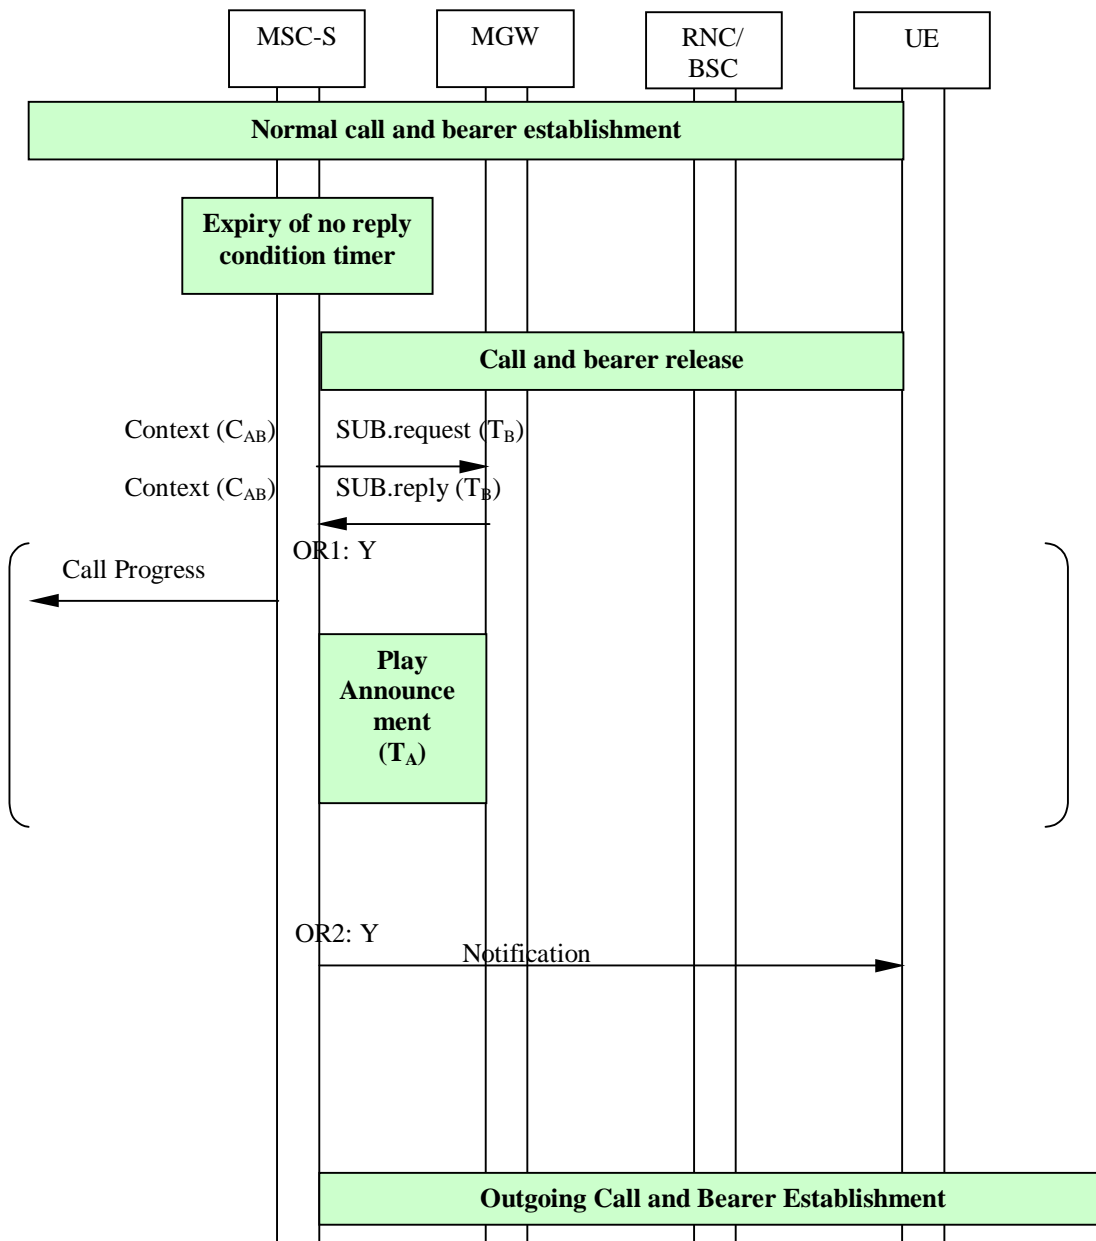 MSC-S
MGW
RNC/
BSC
UE
Normal call and bearer establishment
Expiry of no reply
condition timer
Call and bearer release
Context (CAB) SUB.request (TB)
Context (CAB) SUB.reply (TB)
OR1: Y
Call Progress
Play
Announce
ment
(TA)
OR2: Y
Notification
Outgoing Call and Bearer Establishment